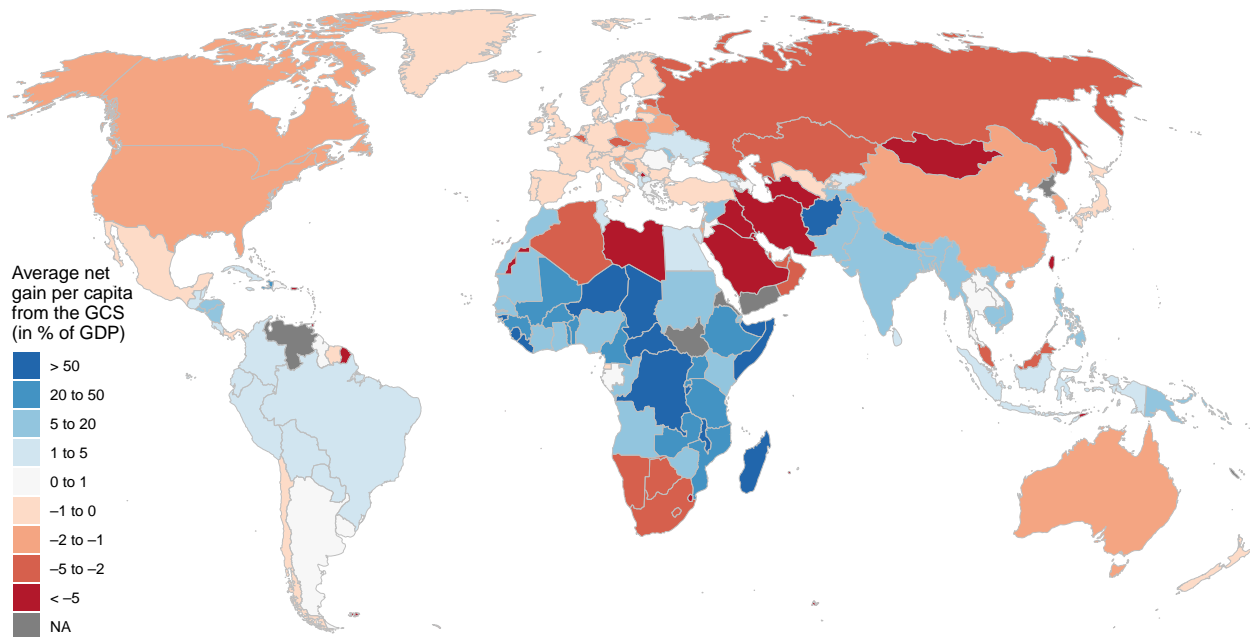 Average net
gain per capita
from the GCS
(in % of GDP)
> 50
20 to 50
5 to 20
1 to 5
0 to 1
−1 to 0
−2 to −1
−5 to −2
< −5
NA